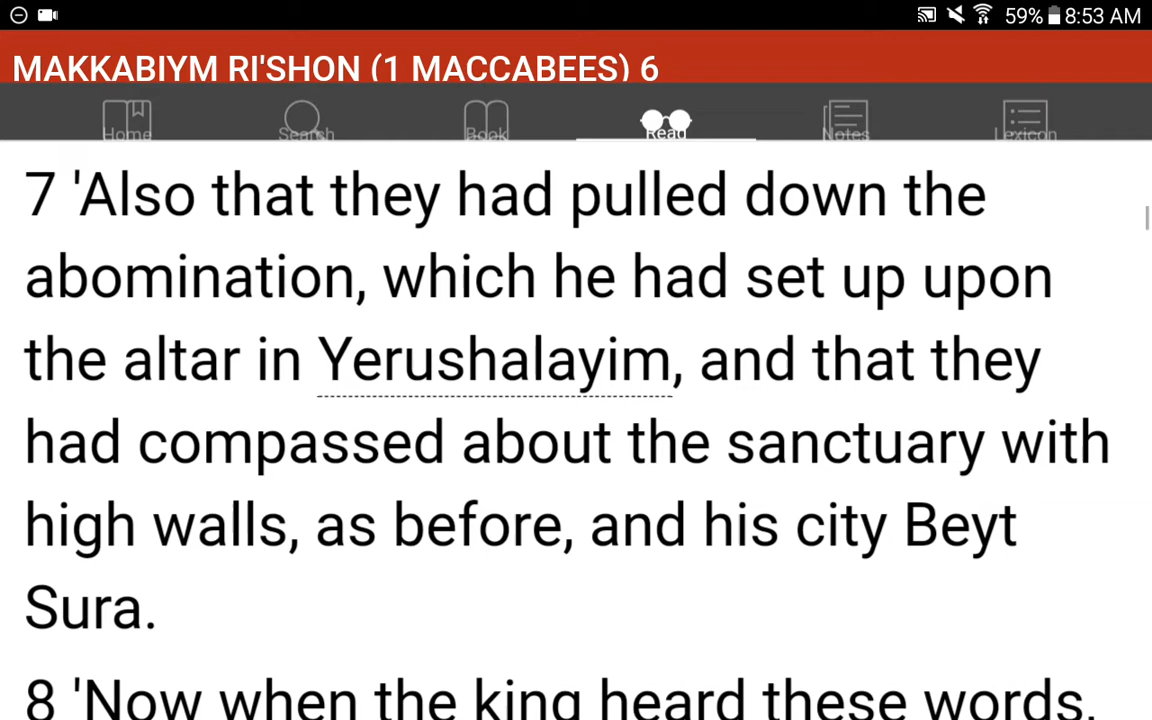 59% 8:53 AM
MAKKABIYM RI'SHON (1 MACCABEES) 6
Home Search Book Read Notes Lexicon
7 'Also that they had pulled down the
abomination, which he had set up upon
the altar in Yerushalayim, and that they
had compassed about the sanctuary with
high walls, as before, and his city Beyt
Sura.
8 'Now when the king heard these words,